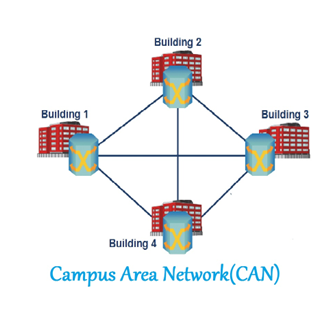 Building 2
Building 1
Building 3
Building 4
Campus Area Network(CAN)